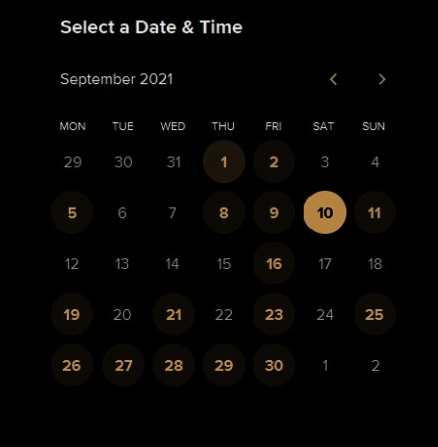 Select a Date & Time
September 2021
MON TUE WED THU FRI SAT SUN
29 30 31 1 2 3 4
5 6 7 8 9 10 11
12 13 14 15 16 17 18
19 20 21 22 23 24 25
26 27 28 29 30 1 2